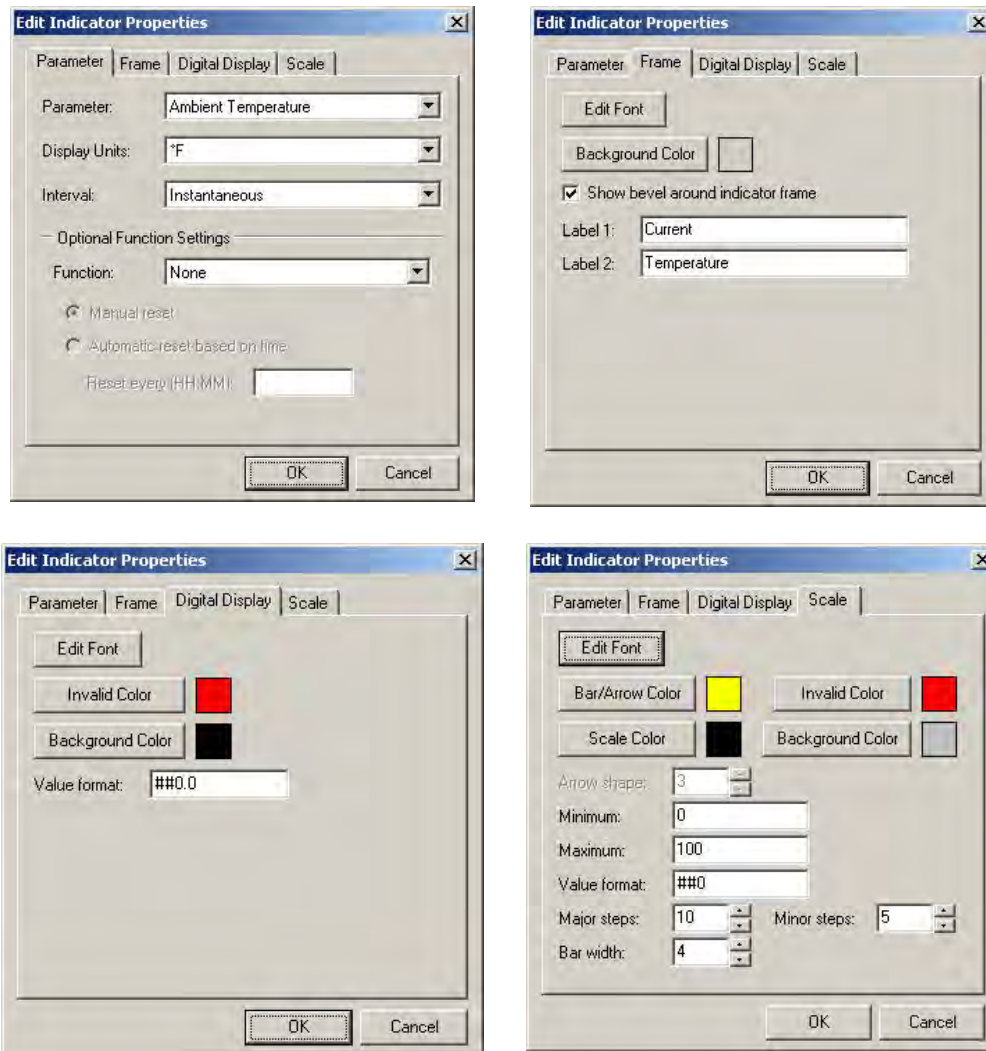 Edit Indicator Properties
Parameter Frame Digital Display Scale
Parameter: Ambient Temperature
Display Units: °F
Interval: Instantaneous
Optional Function Settings
Function: None
Manual reset
Automatic reset based on time
Reset every (HH:MM):
OK Cancel
Edit Indicator Properties
Parameter Frame Digital Display Scale
Edit Font
Background Color
Show bevel around indicator frame
Label 1: Current
Label 2: Temperature
OK Cancel
Edit Indicator Properties
Parameter Frame Digital Display Scale
Edit Font
Invalid Color
Background Color
Value format: ##0.0
OK Cancel
Edit Indicator Properties
Parameter Frame Digital Display Scale
Edit Font
Bar/Arrow Color Invalid Color
Scale Color Background Color
Arrow shape: 3
Minimum: 0
Maximum: 100
Value format: ##0
Major steps: 10 Minor steps: 5
Bar width: 4
OK Cancel